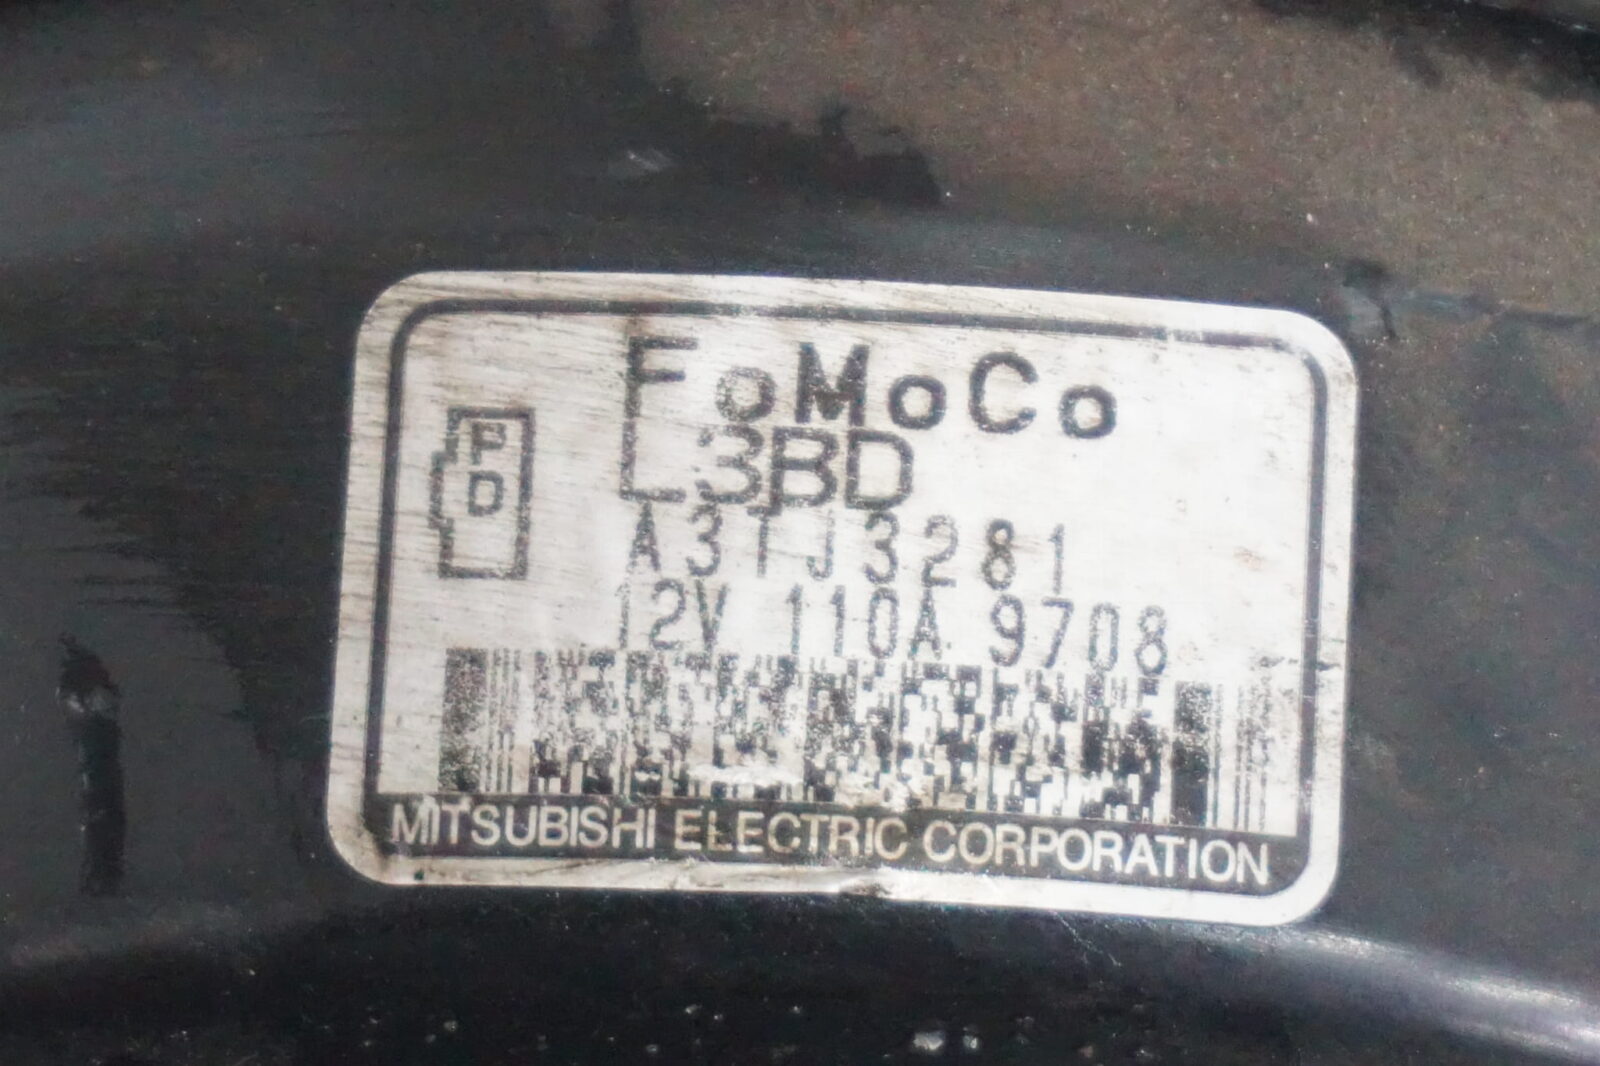 FoMoCo
P
D
L3BD
A3TJ3281
12V 110A 9708
MITSUBISHI ELECTRIC CORPORATION